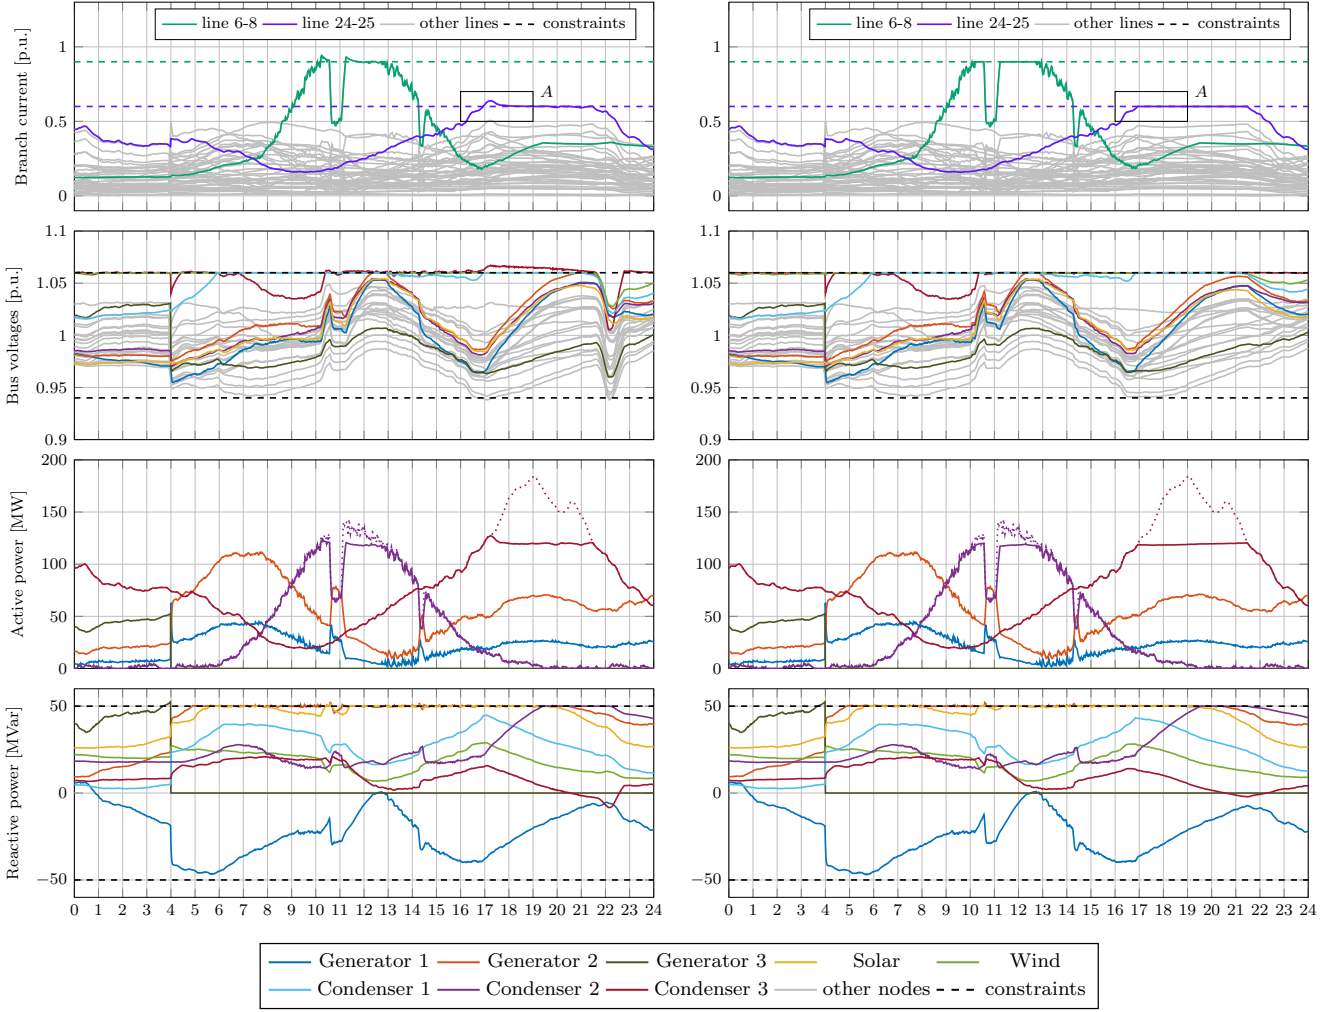 line 6-8 line 24-25 other lines constraints
line 6-8 line 24-25 other lines constraints
Branch current [p.u.]
1
0.5
0
A
A
Bus voltages [p.u.]
1.1
1.05
1
0.95
0.9
1.1
1.05
1
0.95
0.9
Active power [MW]
200
150
100
50
0
200
150
100
50
0
Reactive power [MVar]
50
0
−50
50
0
−50
0 1 2 3 4 5 6 7 8 9 10 11 12 13 14 15 16 17 18 19 20 21 22 23 24
0 1 2 3 4 5 6 7 8 9 10 11 12 13 14 15 16 17 18 19 20 21 22 23 24
1
0.5
0
Generator 1 Generator 2 Generator 3 Solar Wind
Condenser 1 Condenser 2 Condenser 3 other nodes constraints